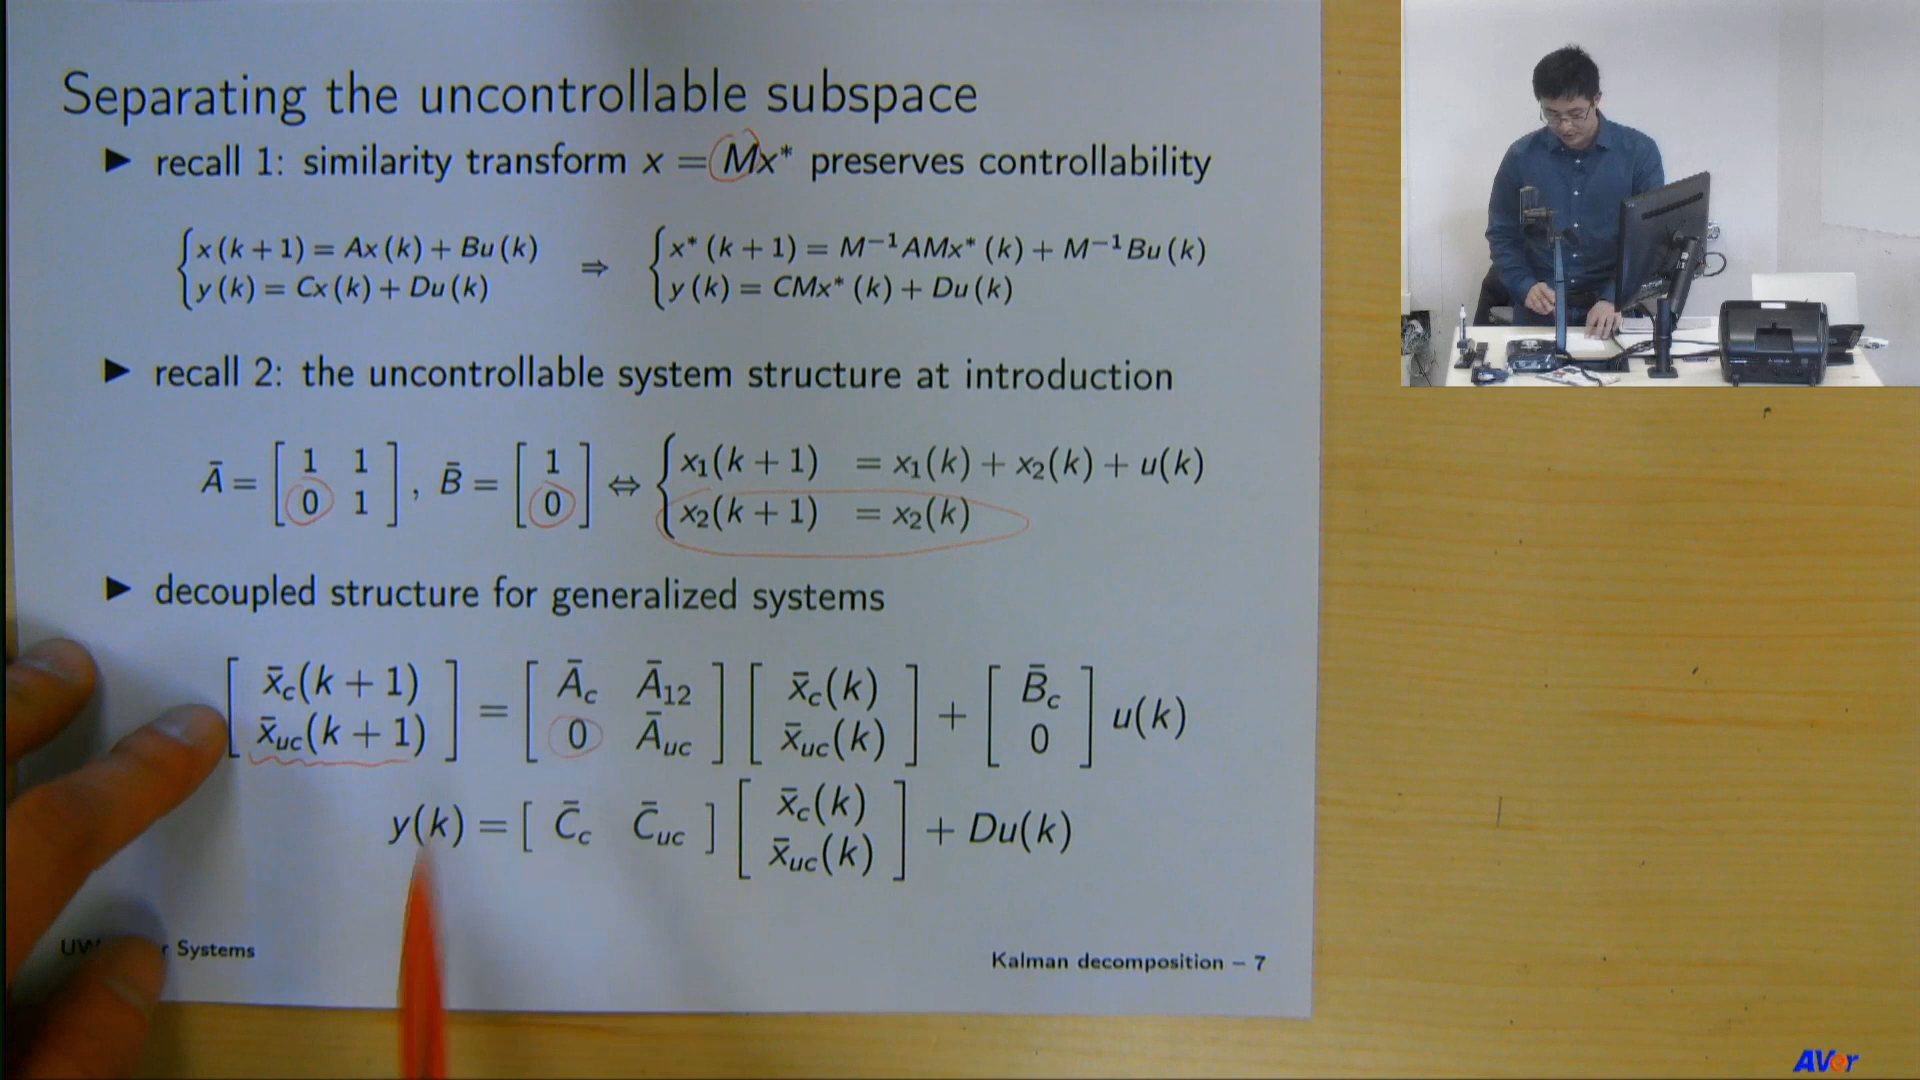 Separating the uncontrollable subspace
▶ recall 1: similarity transform x = Mx* preserves controllability
{ x(k+1) = Ax(k) + Bu(k) ⇒ { x*(k+1) = M⁻¹AMx*(k) + M⁻¹Bu(k)
y(k) = Cx(k) + Du(k) y(k) = CMx*(k) + Du(k)
▶ recall 2: the uncontrollable system structure at introduction
Ā = [ 1 1 ; 0 1 ], B̄ = [ 1 ; 0 ] ⇔ { x₁(k+1) = x₁(k) + x₂(k) + u(k)
x₂(k+1) = x₂(k)
▶ decoupled structure for generalized systems
[ x̄c(k+1) ; x̄uc(k+1) ] = [ Āc Ā12 ; 0 Āuc ] [ x̄c(k) ; x̄uc(k) ] + [ B̄c ; 0 ] u(k)
y(k) = [ C̄c C̄uc ] [ x̄c(k) ; x̄uc(k) ] + Du(k)
Systems
Kalman decomposition – 7
AVer